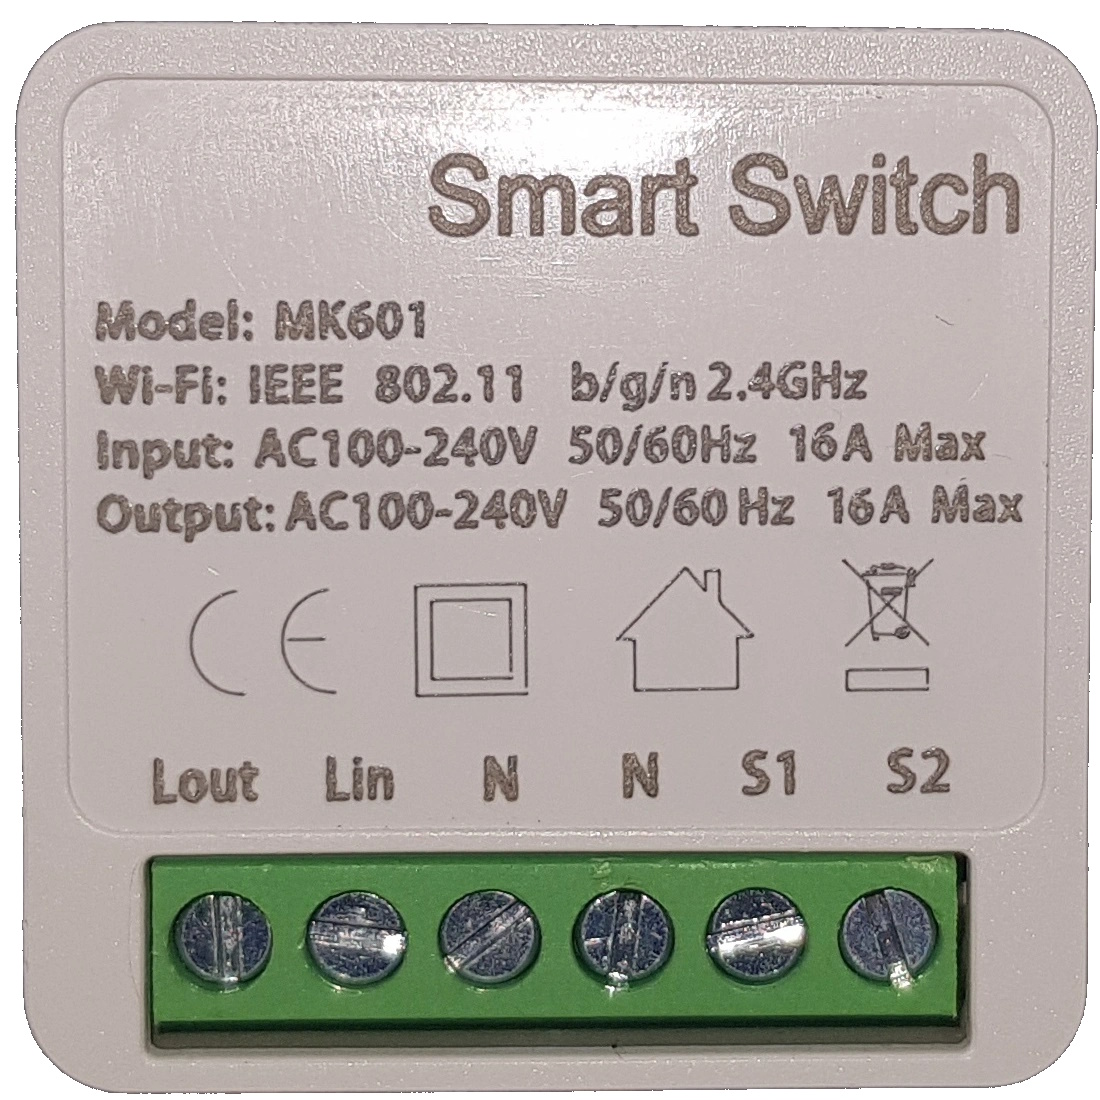 Smart Switch
Model: MK601
Wi-Fi: IEEE 802.11 b/g/n 2.4GHz
Input: AC100-240V 50/60Hz 16A Max
Output: AC100-240V 50/60 Hz 16A Max
CE
Lout Lin N N S1 S2